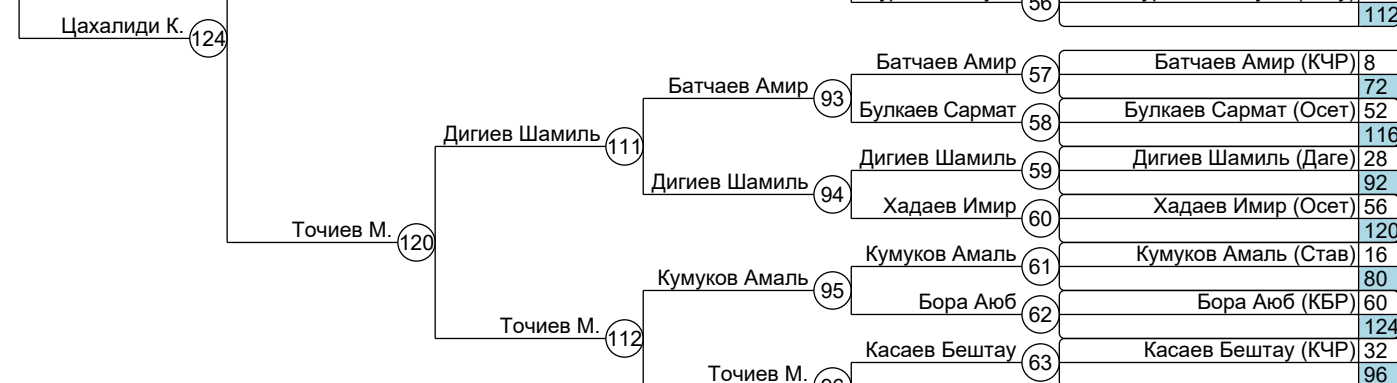 56
112
Цахалиди К. 124
Батчаев Амир 57 Батчаев Амир (КЧР) 8
Батчаев Амир 93 72
Булкаев Сармат 58 Булкаев Сармат (Осет) 52
Дигиев Шамиль 111 116
Дигиев Шамиль 59 Дигиев Шамиль (Даге) 28
Дигиев Шамиль 94 92
Хадаев Имир 60 Хадаев Имир (Осет) 56
Точиев М. 120 120
Кумуков Амаль 61 Кумуков Амаль (Став) 16
Кумуков Амаль 95 80
Бора Аюб 62 Бора Аюб (КБР) 60
Точиев М. 112 124
Касаев Бештау 63 Касаев Бештау (КЧР) 32
Точиев М. 96